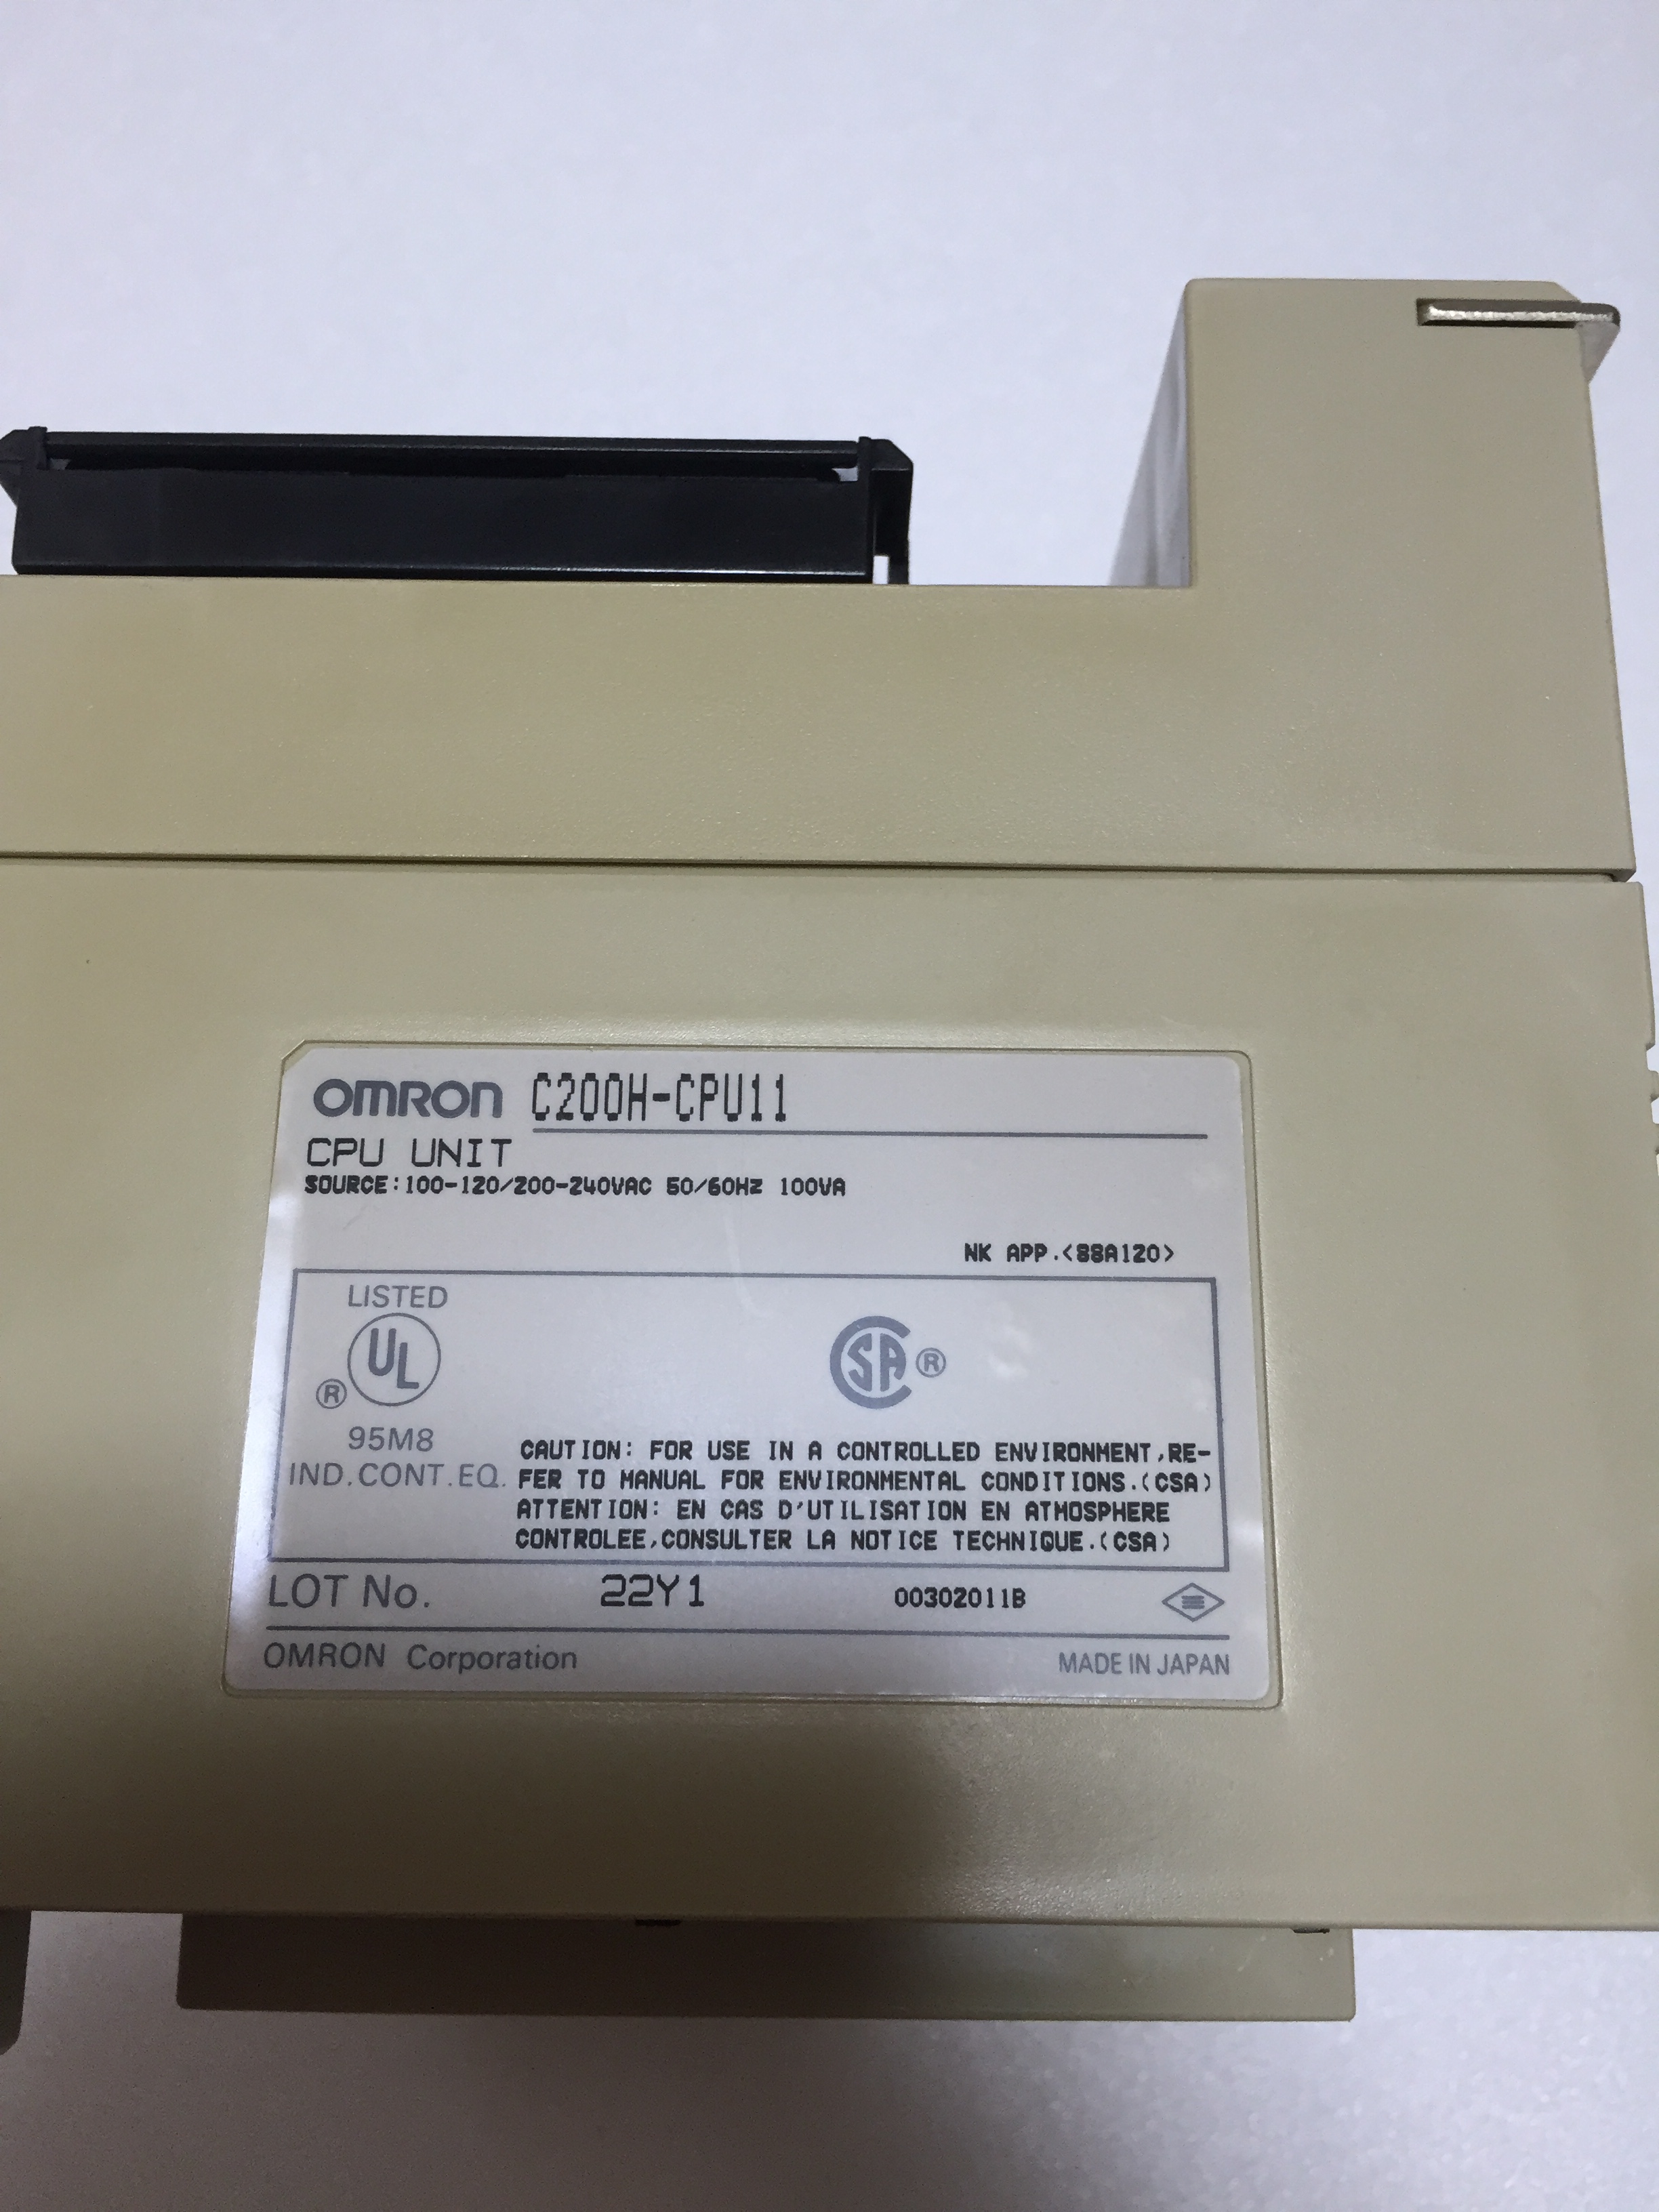 OMRON C200H-CPU11
CPU UNIT
SOURCE:100-120/200-240VAC 50/60Hz 100VA
NK APP.<88A120>
LISTED
UL
®
SA ®
95M8
IND.CONT.EQ.
CAUTION: FOR USE IN A CONTROLLED ENVIRONMENT,RE-
FER TO MANUAL FOR ENVIRONMENTAL CONDITIONS.(CSA)
ATTENTION: EN CAS D'UTILISATION EN ATMOSPHERE
CONTROLEE,CONSULTER LA NOTICE TECHNIQUE.(CSA)
LOT No. 22Y1 00302011B
OMRON Corporation MADE IN JAPAN